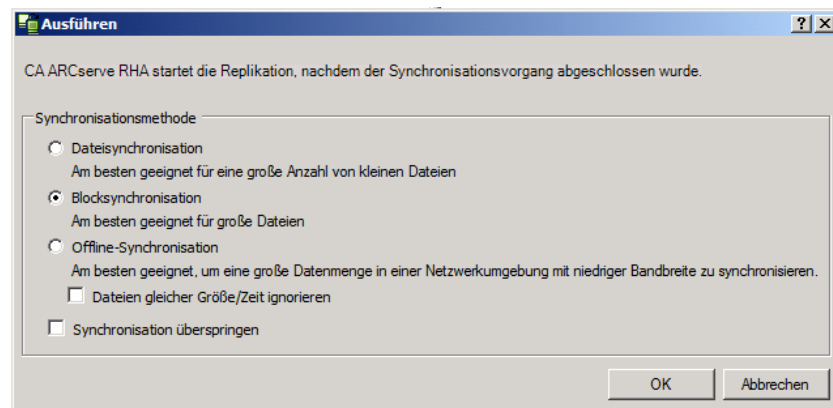 Ausführen
CA ARCserve RHA startet die Replikation, nachdem der Synchronisationsvorgang abgeschlossen wurde.
Synchronisationsmethode
Dateisynchronisation
Am besten geeignet für eine große Anzahl von kleinen Dateien
Blocksynchronisation
Am besten geeignet für große Dateien
Offline-Synchronisation
Am besten geeignet, um eine große Datenmenge in einer Netzwerkumgebung mit niedriger Bandbreite zu synchronisieren.
Dateien gleicher Größe/Zeit ignorieren
Synchronisation überspringen
OK Abbrechen